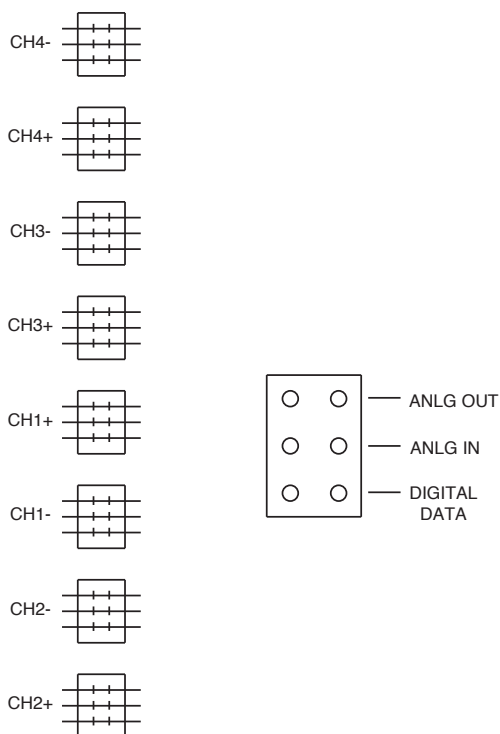 CH4-
CH4+
CH3-
CH3+
CH1+
CH1-
CH2-
CH2+
ANLG OUT
ANLG IN
DIGITAL
DATA